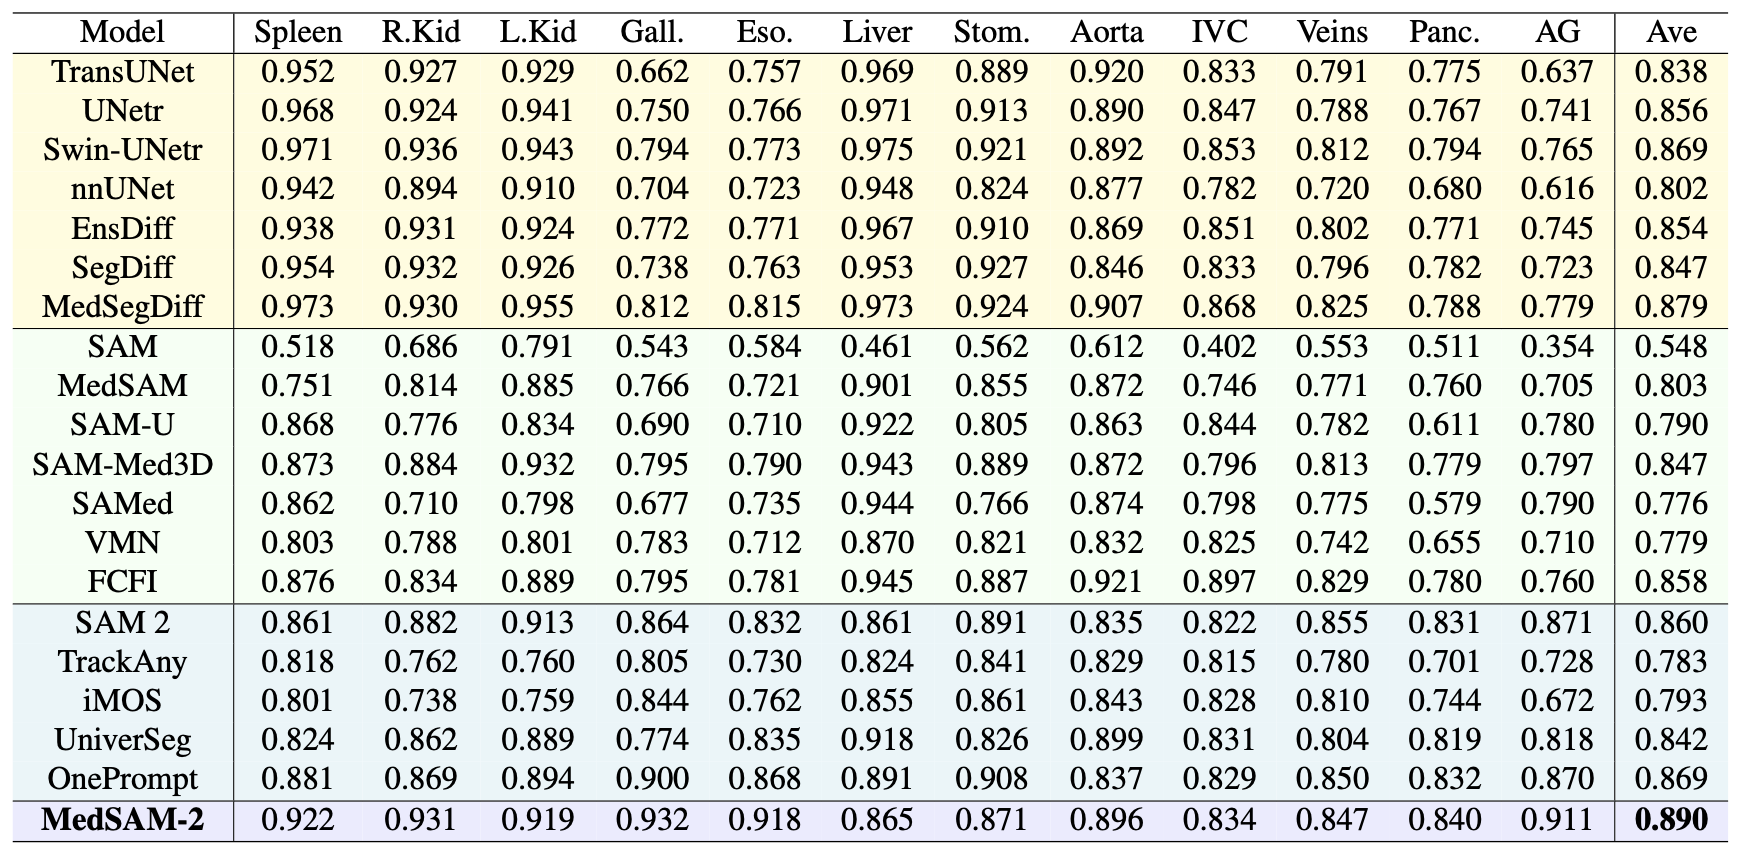 Model Spleen R.Kid L.Kid Gall. Eso. Liver Stom. Aorta IVC Veins Panc. AG Ave
TransUNet 0.952 0.927 0.929 0.662 0.757 0.969 0.889 0.920 0.833 0.791 0.775 0.637 0.838
UNetr 0.968 0.924 0.941 0.750 0.766 0.971 0.913 0.890 0.847 0.788 0.767 0.741 0.856
Swin-UNetr 0.971 0.936 0.943 0.794 0.773 0.975 0.921 0.892 0.853 0.812 0.794 0.765 0.869
nnUNet 0.942 0.894 0.910 0.704 0.723 0.948 0.824 0.877 0.782 0.720 0.680 0.616 0.802
EnsDiff 0.938 0.931 0.924 0.772 0.771 0.967 0.910 0.869 0.851 0.802 0.771 0.745 0.854
SegDiff 0.954 0.932 0.926 0.738 0.763 0.953 0.927 0.846 0.833 0.796 0.782 0.723 0.847
MedSegDiff 0.973 0.930 0.955 0.812 0.815 0.973 0.924 0.907 0.868 0.825 0.788 0.779 0.879
SAM 0.518 0.686 0.791 0.543 0.584 0.461 0.562 0.612 0.402 0.553 0.511 0.354 0.548
MedSAM 0.751 0.814 0.885 0.766 0.721 0.901 0.855 0.872 0.746 0.771 0.760 0.705 0.803
SAM-U 0.868 0.776 0.834 0.690 0.710 0.922 0.805 0.863 0.844 0.782 0.611 0.780 0.790
SAM-Med3D 0.873 0.884 0.932 0.795 0.790 0.943 0.889 0.872 0.796 0.813 0.779 0.797 0.847
SAMed 0.862 0.710 0.798 0.677 0.735 0.944 0.766 0.874 0.798 0.775 0.579 0.790 0.776
VMN 0.803 0.788 0.801 0.783 0.712 0.870 0.821 0.832 0.825 0.742 0.655 0.710 0.779
FCFI 0.876 0.834 0.889 0.795 0.781 0.945 0.887 0.921 0.897 0.829 0.780 0.760 0.858
SAM 2 0.861 0.882 0.913 0.864 0.832 0.861 0.891 0.835 0.822 0.855 0.831 0.871 0.860
TrackAny 0.818 0.762 0.760 0.805 0.730 0.824 0.841 0.829 0.815 0.780 0.701 0.728 0.783
iMOS 0.801 0.738 0.759 0.844 0.762 0.855 0.861 0.843 0.828 0.810 0.744 0.672 0.793
UniverSeg 0.824 0.862 0.889 0.774 0.835 0.918 0.826 0.899 0.831 0.804 0.819 0.818 0.842
OnePrompt 0.881 0.869 0.894 0.900 0.868 0.891 0.908 0.837 0.829 0.850 0.832 0.870 0.869
MedSAM-2 0.922 0.931 0.919 0.932 0.918 0.865 0.871 0.896 0.834 0.847 0.840 0.911 0.890